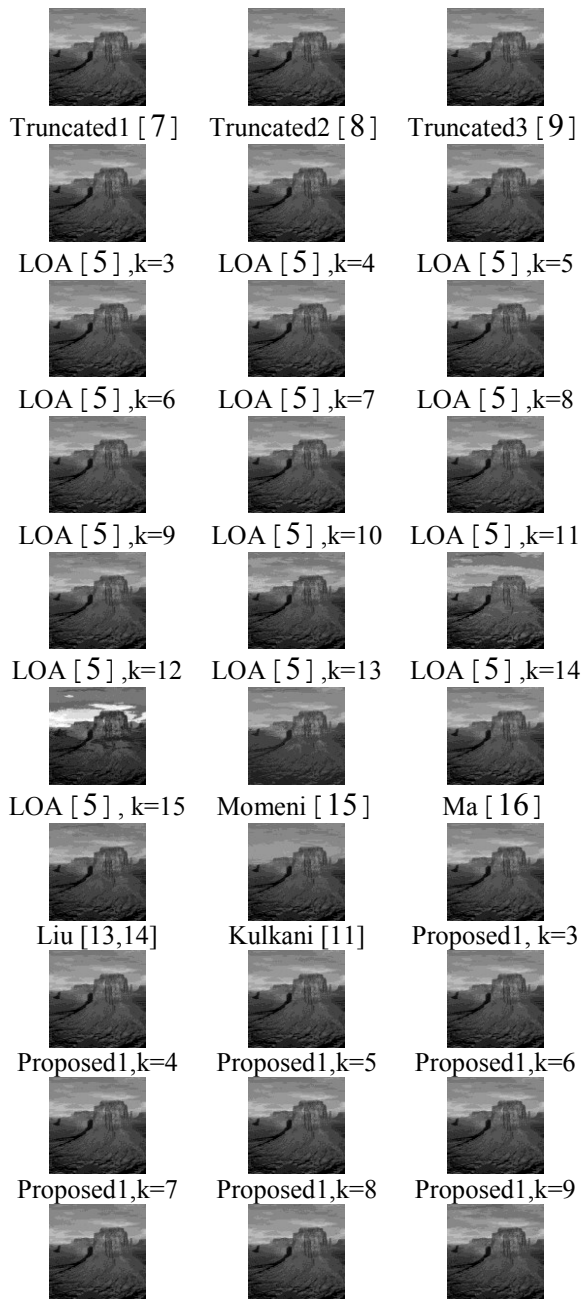 Truncated1 [7] Truncated2 [8] Truncated3 [9]
LOA [5] ,k=3 LOA [5] ,k=4 LOA [5] ,k=5
LOA [5] ,k=6 LOA [5] ,k=7 LOA [5] ,k=8
LOA [5] ,k=9 LOA [5] ,k=10 LOA [5] ,k=11
LOA [5] ,k=12 LOA [5] ,k=13 LOA [5] ,k=14
LOA [5] , k=15 Momeni [15] Ma [16]
Liu [13,14] Kulkani [11] Proposed1, k=3
Proposed1,k=4 Proposed1,k=5 Proposed1,k=6
Proposed1,k=7 Proposed1,k=8 Proposed1,k=9